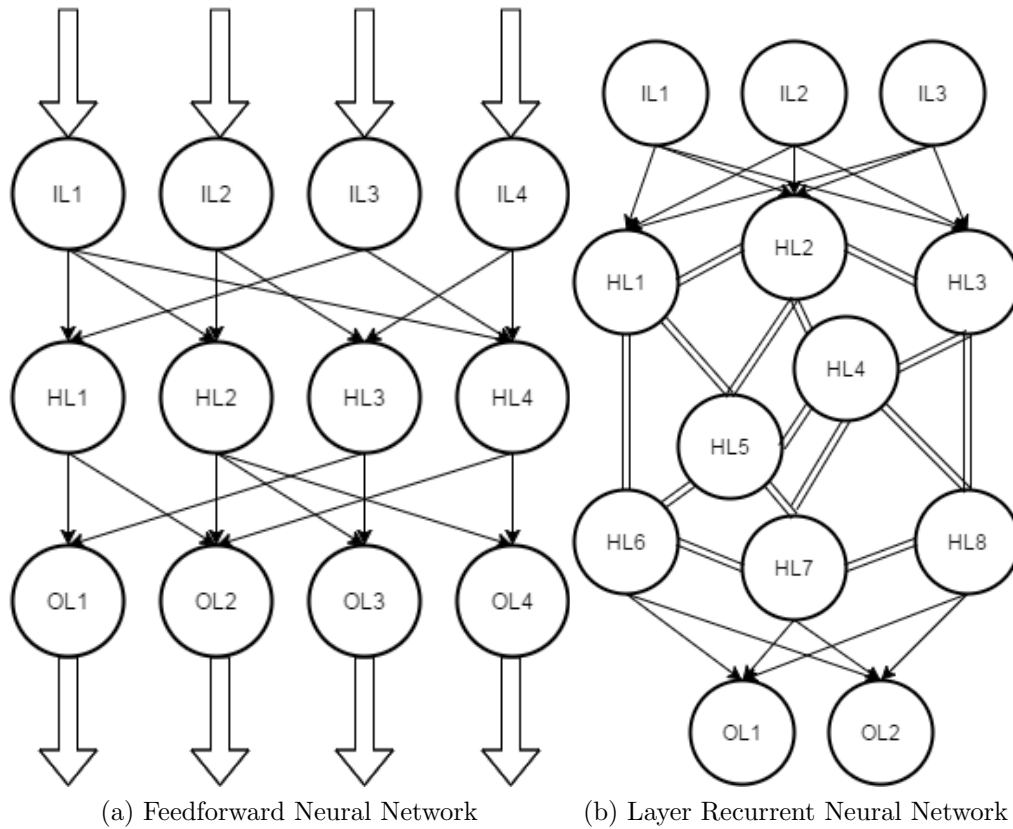 IL1 IL2 IL3 IL4
HL1 HL2 HL3 HL4
OL1 OL2 OL3 OL4
(a) Feedforward Neural Network
IL1 IL2 IL3
HL2
HL1 HL3
HL4
HL5
HL6 HL8
HL7
OL1 OL2
(b) Layer Recurrent Neural Network